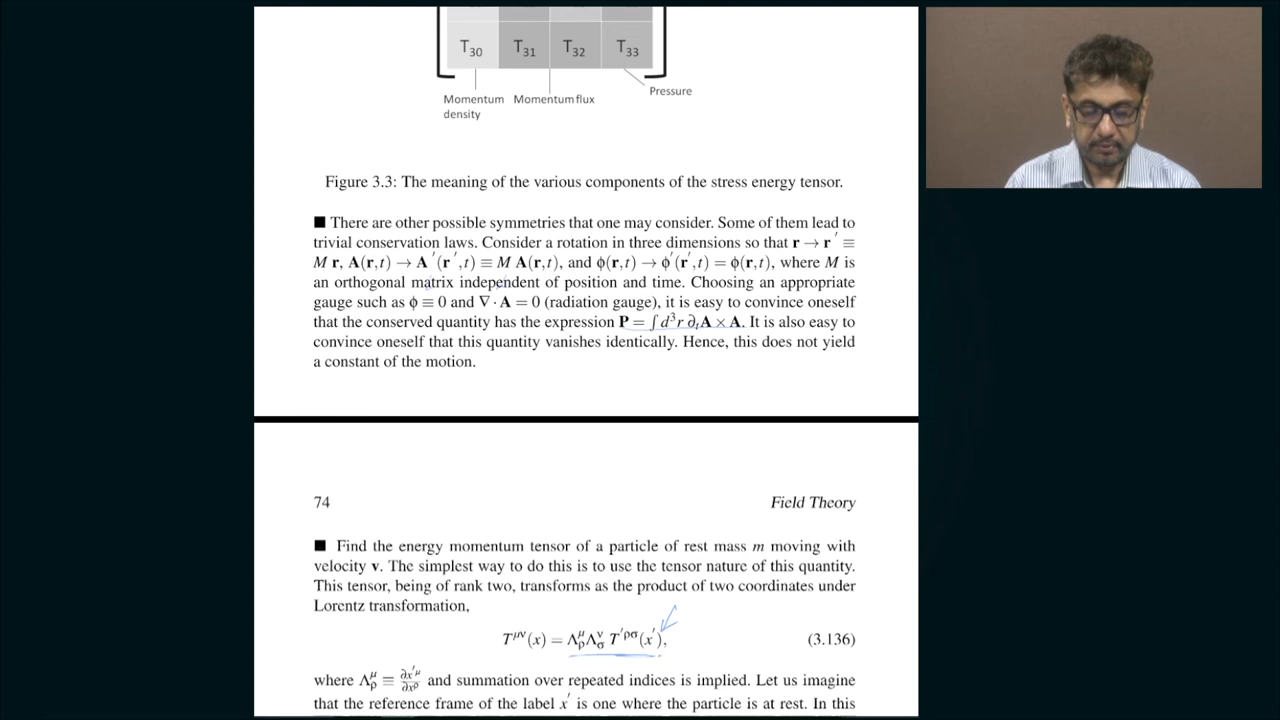 T30 T31 T32 T33
Momentum density
Momentum flux
Pressure
Figure 3.3: The meaning of the various components of the stress energy tensor.
■ There are other possible symmetries that one may consider. Some of them lead to
trivial conservation laws. Consider a rotation in three dimensions so that r → r′ ≡
M r, A(r,t) → A′(r′,t) ≡ M A(r,t), and ϕ(r,t) → ϕ′(r′,t) = ϕ(r,t), where M is
an orthogonal matrix independent of position and time. Choosing an appropriate
gauge such as ϕ ≡ 0 and ∇ · A = 0 (radiation gauge), it is easy to convince oneself
that the conserved quantity has the expression P = ∫ d³r ∂ₜA × A. It is also easy to
convince oneself that this quantity vanishes identically. Hence, this does not yield
a constant of the motion.
74 Field Theory
■ Find the energy momentum tensor of a particle of rest mass m moving with
velocity v. The simplest way to do this is to use the tensor nature of this quantity.
This tensor, being of rank two, transforms as the product of two coordinates under
Lorentz transformation,
T^μν(x) = Λ^μ_ρ Λ^ν_σ T′^ρσ(x′), (3.136)
where Λ^μ_ρ ≡ ∂x′^μ/∂x^ρ and summation over repeated indices is implied. Let us imagine
that the reference frame of the label x′ is one where the particle is at rest. In this